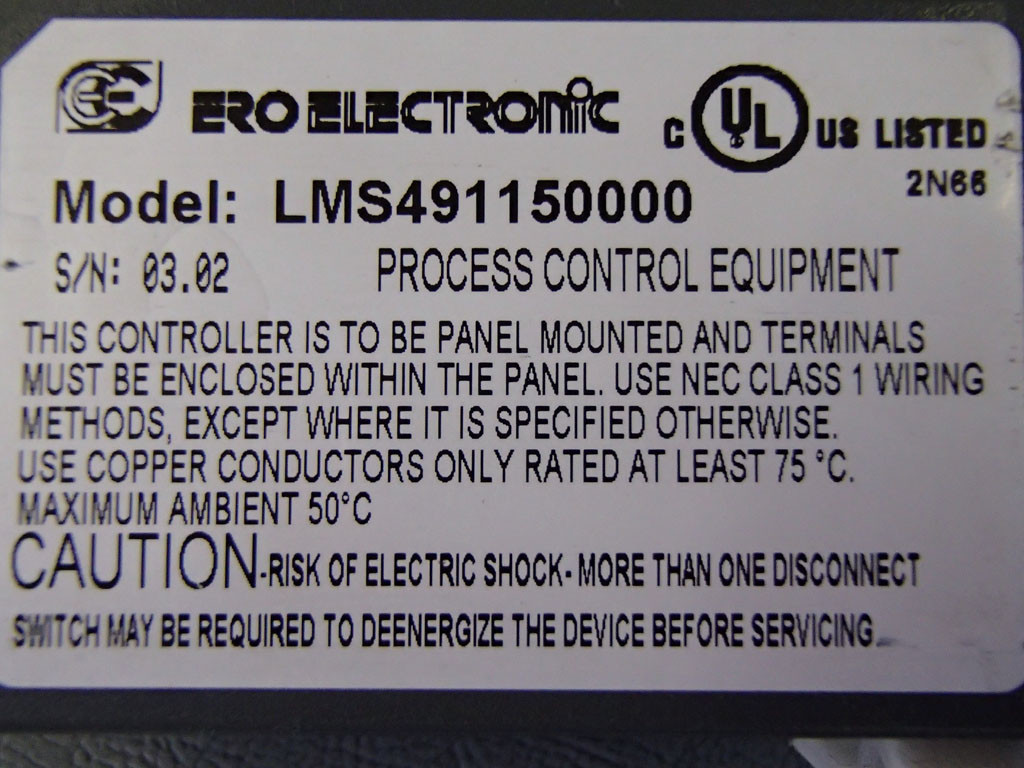 ERO ELECTRONIC
C UL US LISTED
2N66
Model: LMS491150000
S/N: 03.02 PROCESS CONTROL EQUIPMENT
THIS CONTROLLER IS TO BE PANEL MOUNTED AND TERMINALS
MUST BE ENCLOSED WITHIN THE PANEL. USE NEC CLASS 1 WIRING
METHODS, EXCEPT WHERE IT IS SPECIFIED OTHERWISE.
USE COPPER CONDUCTORS ONLY RATED AT LEAST 75 °C.
MAXIMUM AMBIENT 50°C
CAUTION-RISK OF ELECTRIC SHOCK- MORE THAN ONE DISCONNECT
SWITCH MAY BE REQUIRED TO DEENERGIZE THE DEVICE BEFORE SERVICING.